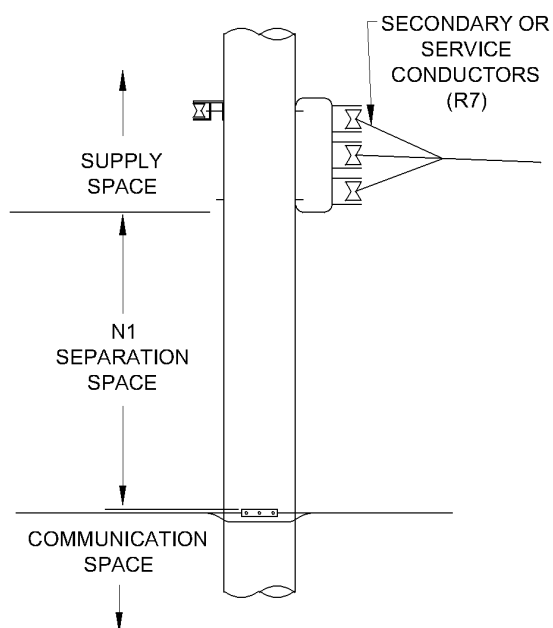 SECONDARY OR
SERVICE
CONDUCTORS
(R7)
SUPPLY
SPACE
N1
SEPARATION
SPACE
COMMUNICATION
SPACE